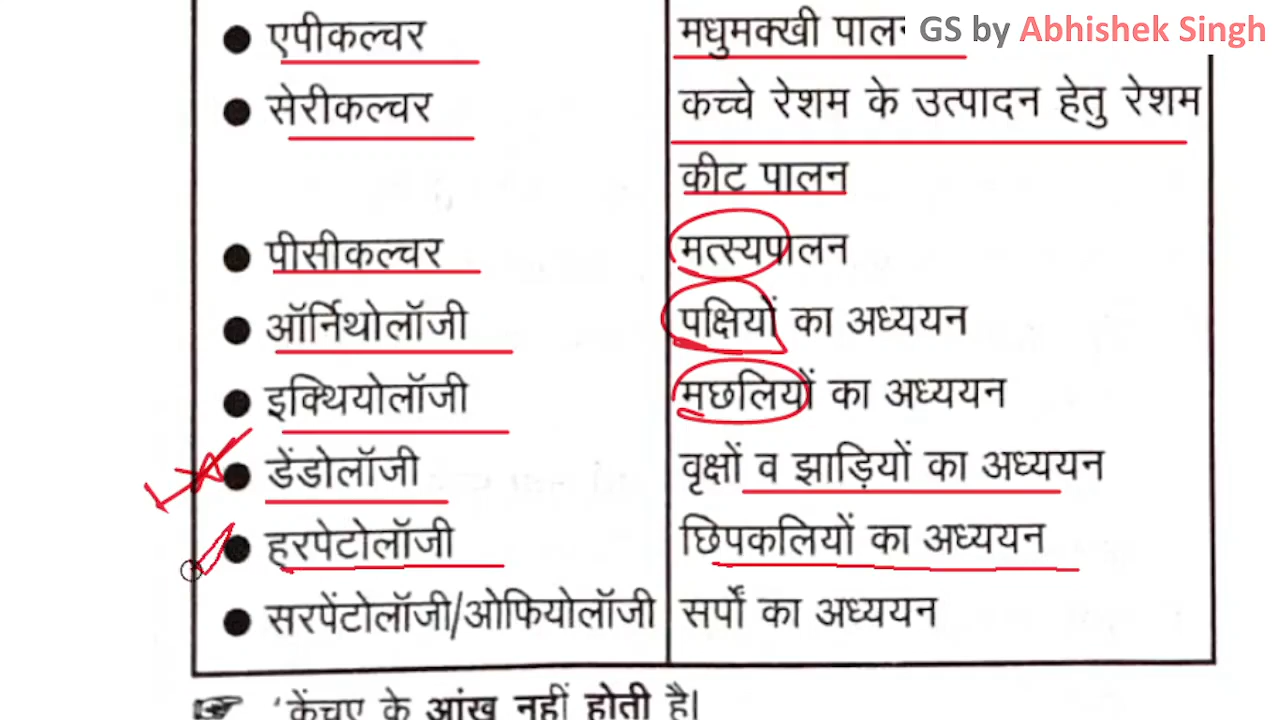 GS by Abhishek Singh
● एपीकल्चर मधुमक्खी पालन
● सेरीकल्चर कच्चे रेशम के उत्पादन हेतु रेशम
कीट पालन
● पीसीकल्चर मत्स्यपालन
● ऑर्निथोलॉजी पक्षियों का अध्ययन
● इक्थियोलॉजी मछलियों का अध्ययन
● डेंडोलॉजी वृक्षों व झाड़ियों का अध्ययन
● हरपेटोलॉजी छिपकलियों का अध्ययन
● सरपेंटोलॉजी/ओफियोलॉजी सर्पों का अध्ययन
☞ 'केंचुए के आंख नहीं होती है।